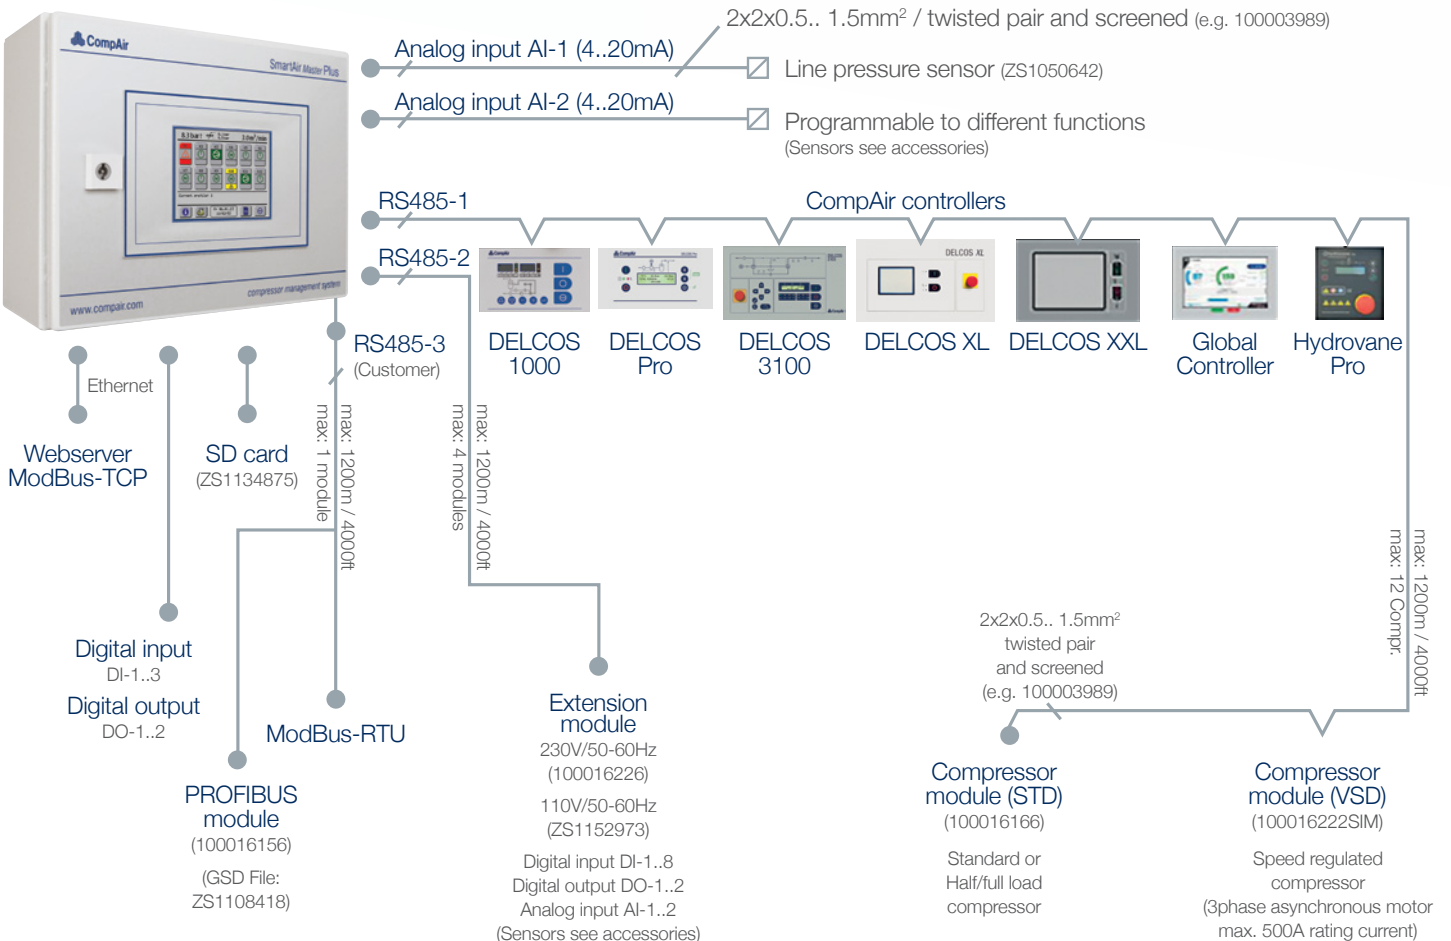 CompAir
SmartAir Master Plus
www.compair.com
compressor management system
2x2x0.5.. 1.5mm² / twisted pair and screened (e.g. 100003989)
Analog input AI-1 (4..20mA)
Line pressure sensor (ZS1050642)
Analog input AI-2 (4..20mA)
Programmable to different functions
(Sensors see accessories)
RS485-1
CompAir controllers
RS485-2
DELCOS XL
DELCOS
1000
DELCOS
Pro
DELCOS
3100
DELCOS XL
DELCOS XXL
Global
Controller
Hydrovane
Pro
RS485-3
(Customer)
Ethernet
Webserver
ModBus-TCP
SD card
(ZS1134875)
max: 1200m / 4000ft
max: 1 module
max: 1200m / 4000ft
max: 4 modules
max: 1200m / 4000ft
max: 12 Compr.
Digital input
DI-1..3
Digital output
DO-1..2
ModBus-RTU
PROFIBUS
module
(100016156)
(GSD File:
ZS1108418)
Extension
module
230V/50-60Hz
(100016226)
110V/50-60Hz
(ZS1152973)
Digital input DI-1..8
Digital output DO-1..2
Analog input AI-1..2
(Sensors see accessories)
2x2x0.5.. 1.5mm²
twisted pair
and screened
(e.g. 100003989)
Compressor
module (STD)
(100016166)
Standard or
Half/full load
compressor
Compressor
module (VSD)
(100016222SIM)
Speed regulated
compressor
(3phase asynchronous motor
max. 500A rating current)